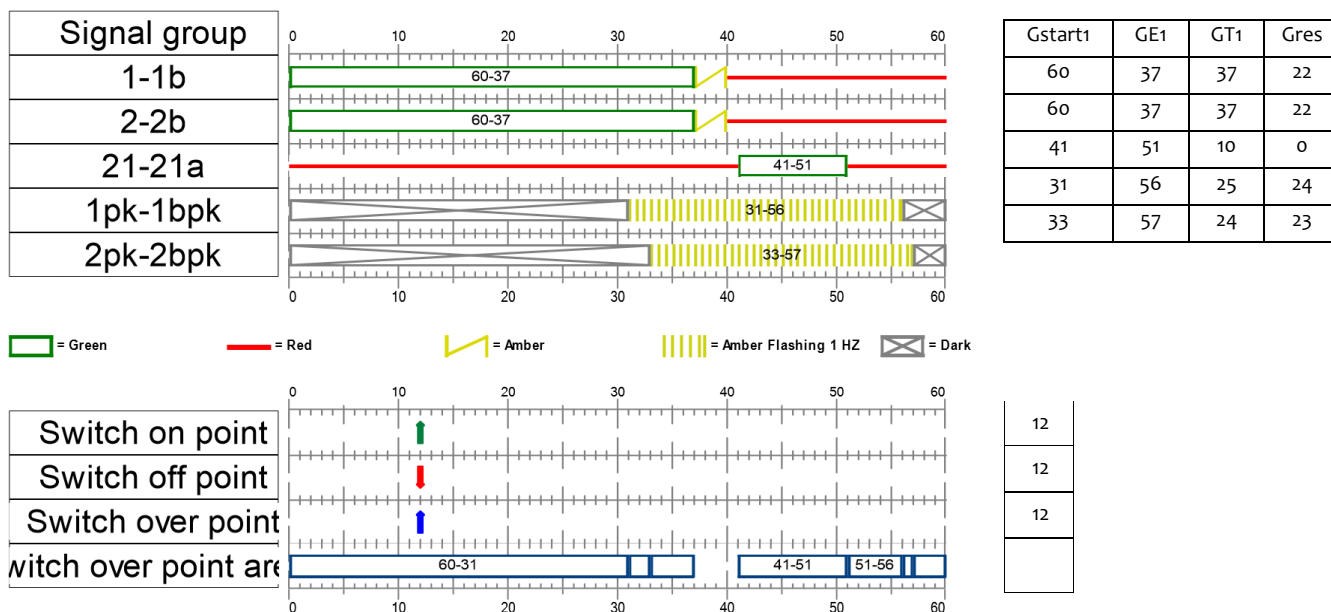 Signal group
0 10 20 30 40 50 60
Gstart1 GE1 GT1 Gres
1-1b 60-37 60 37 37 22
2-2b 60-37 60 37 37 22
21-21a 41-51 41 51 10 0
1pk-1bpk 31-56 31 56 25 24
2pk-2bpk 33-57 33 57 24 23
0 10 20 30 40 50 60
= Green = Red = Amber = Amber Flashing 1 HZ = Dark
0 10 20 30 40 50 60
Switch on point 12
Switch off point 12
Switch over point 12
witch over point are 60-31 41-51 51-56
0 10 20 30 40 50 60